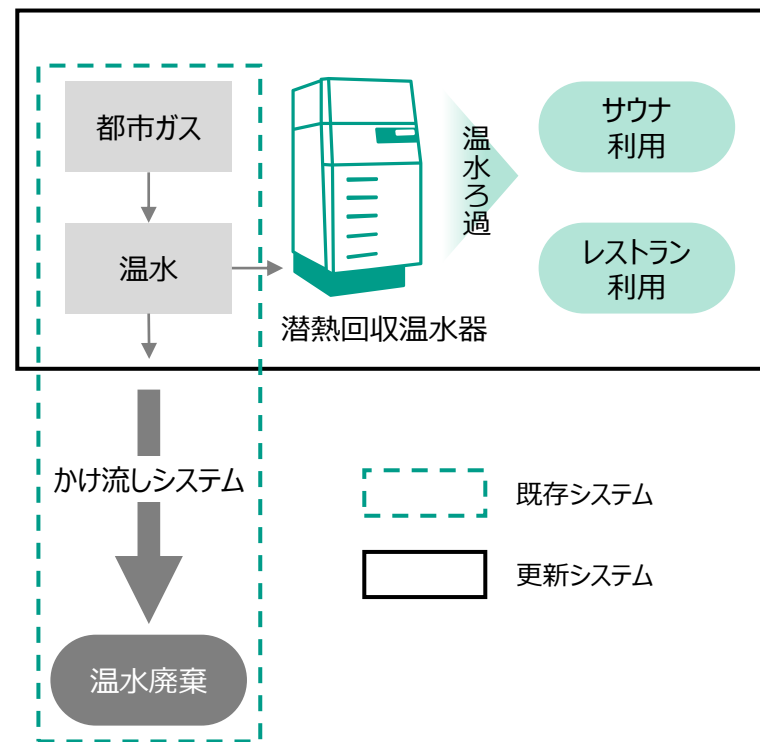 都市ガス
温水
潜熱回収温水器
温水ろ過
サウナ
利用
レストラン
利用
かけ流しシステム
温水廃棄
既存システム
更新システム